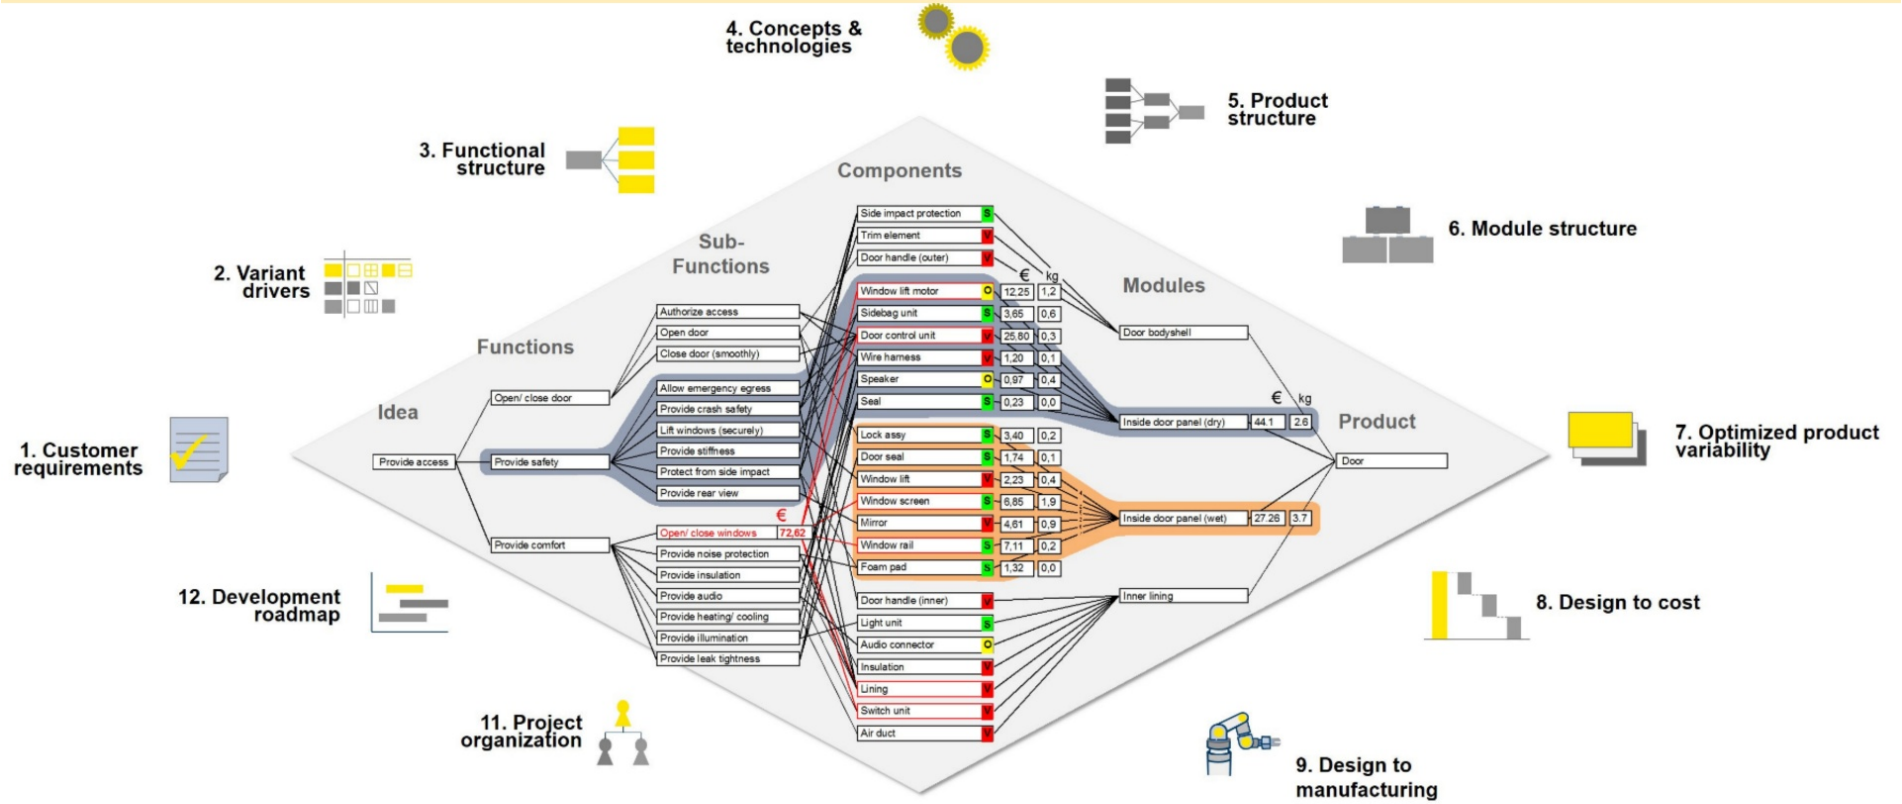 4. Concepts &
technologies
5. Product
structure
3. Functional
structure
Components
6. Module structure
Side impact protection S
Trim element V
Door handle (outer) V
Sub-
Functions
2. Variant
drivers
Modules
€ kg
Window lift motor O 12,25 1,2
Sidebag unit S 3,65 0,6
Door control unit V 25,80 0,3
Wire harness V 1,20 0,1
Speaker O 0,97 0,4
Seal S 0,23 0,0
Authorize access
Open door
Close door (smoothly)
Door bodyshell
Functions
Allow emergency egress
Provide crash safety
Lift windows (securely)
Provide stiffness
Protect from side impact
Provide rear view
Open/ close door
€ kg
Idea
Inside door panel (dry) 44.1 2.6
Product
1. Customer
requirements
7. Optimized product
variability
Lock assy S 3,40 0,2
Door seal S 1,74 0,1
Window lift V 2,23 0,4
Window screen S 6,85 1,9
Mirror V 4,61 0,9
Window rail S 7,11 0,2
Foam pad S 1,32 0,0
Provide access
Provide safety
Door
€
Open/ close windows 72,62
Inside door panel (wet) 27.26 3.7
Provide comfort
Provide noise protection
Provide insulation
Provide audio
Provide heating/ cooling
Provide illumination
Provide leak tightness
12. Development
roadmap
Door handle (inner) V
Light unit S
Audio connector O
Insulation V
Lining V
Switch unit V
Air duct V
Inner lining
8. Design to cost
11. Project
organization
9. Design to
manufacturing